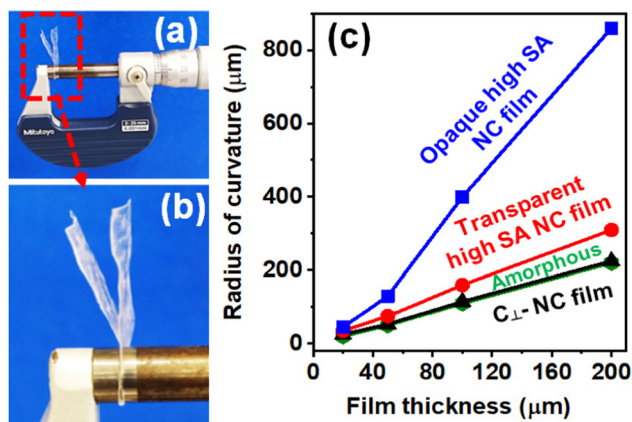 (a)
Mitutoyo
(b)
(c)
Radius of curvature (μm)
800
600
400
200
0
Opaque high SA
NC film
Transparent
high SA NC film
Amorphous
C⊥- NC film
0 40 80 120 160 200
Film thickness (μm)